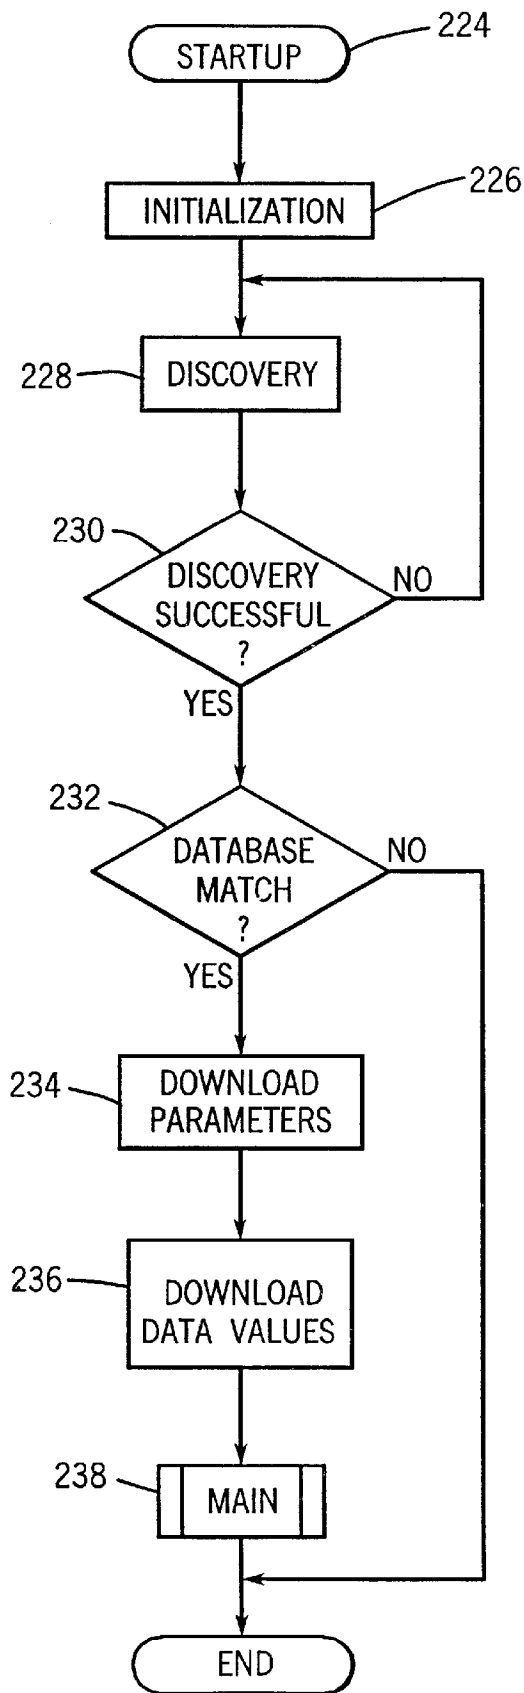 STARTUP
224
INITIALIZATION
226
DISCOVERY
228
230
DISCOVERY
SUCCESSFUL
?
NO
YES
232
DATABASE
MATCH
?
NO
YES
234
DOWNLOAD
PARAMETERS
236
DOWNLOAD
DATA VALUES
238
MAIN
END